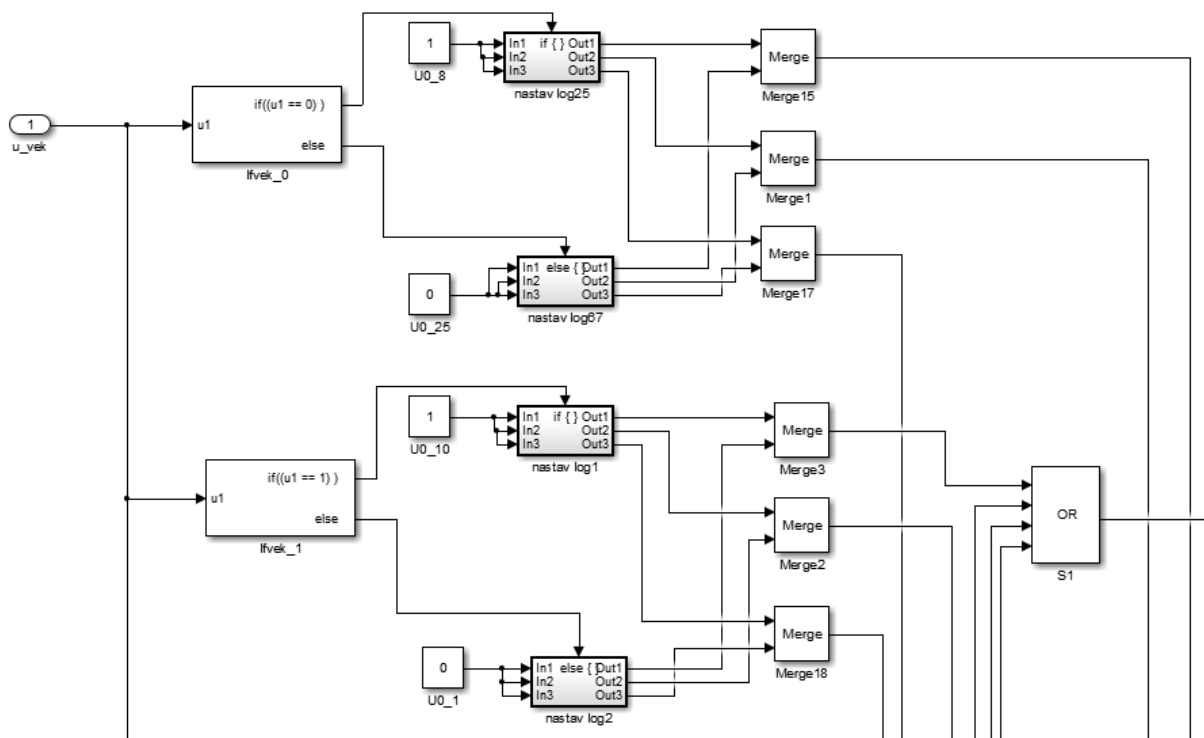 1
u_vek
u1
if((u1 == 0) )
else
Ifvek_0
1
U0_8
In1 if { } Out1
In2 Out2
In3 Out3
nastav log25
Merge
Merge15
Merge
Merge1
Merge
Merge17
0
U0_25
In1 else { } Out1
In2 Out2
In3 Out3
nastav log67
u1
if((u1 == 1) )
else
Ifvek_1
1
U0_10
In1 if { } Out1
In2 Out2
In3 Out3
nastav log1
Merge
Merge3
Merge
Merge2
Merge
Merge18
OR
S1
0
U0_1
In1 else { } Out1
In2 Out2
In3 Out3
nastav log2